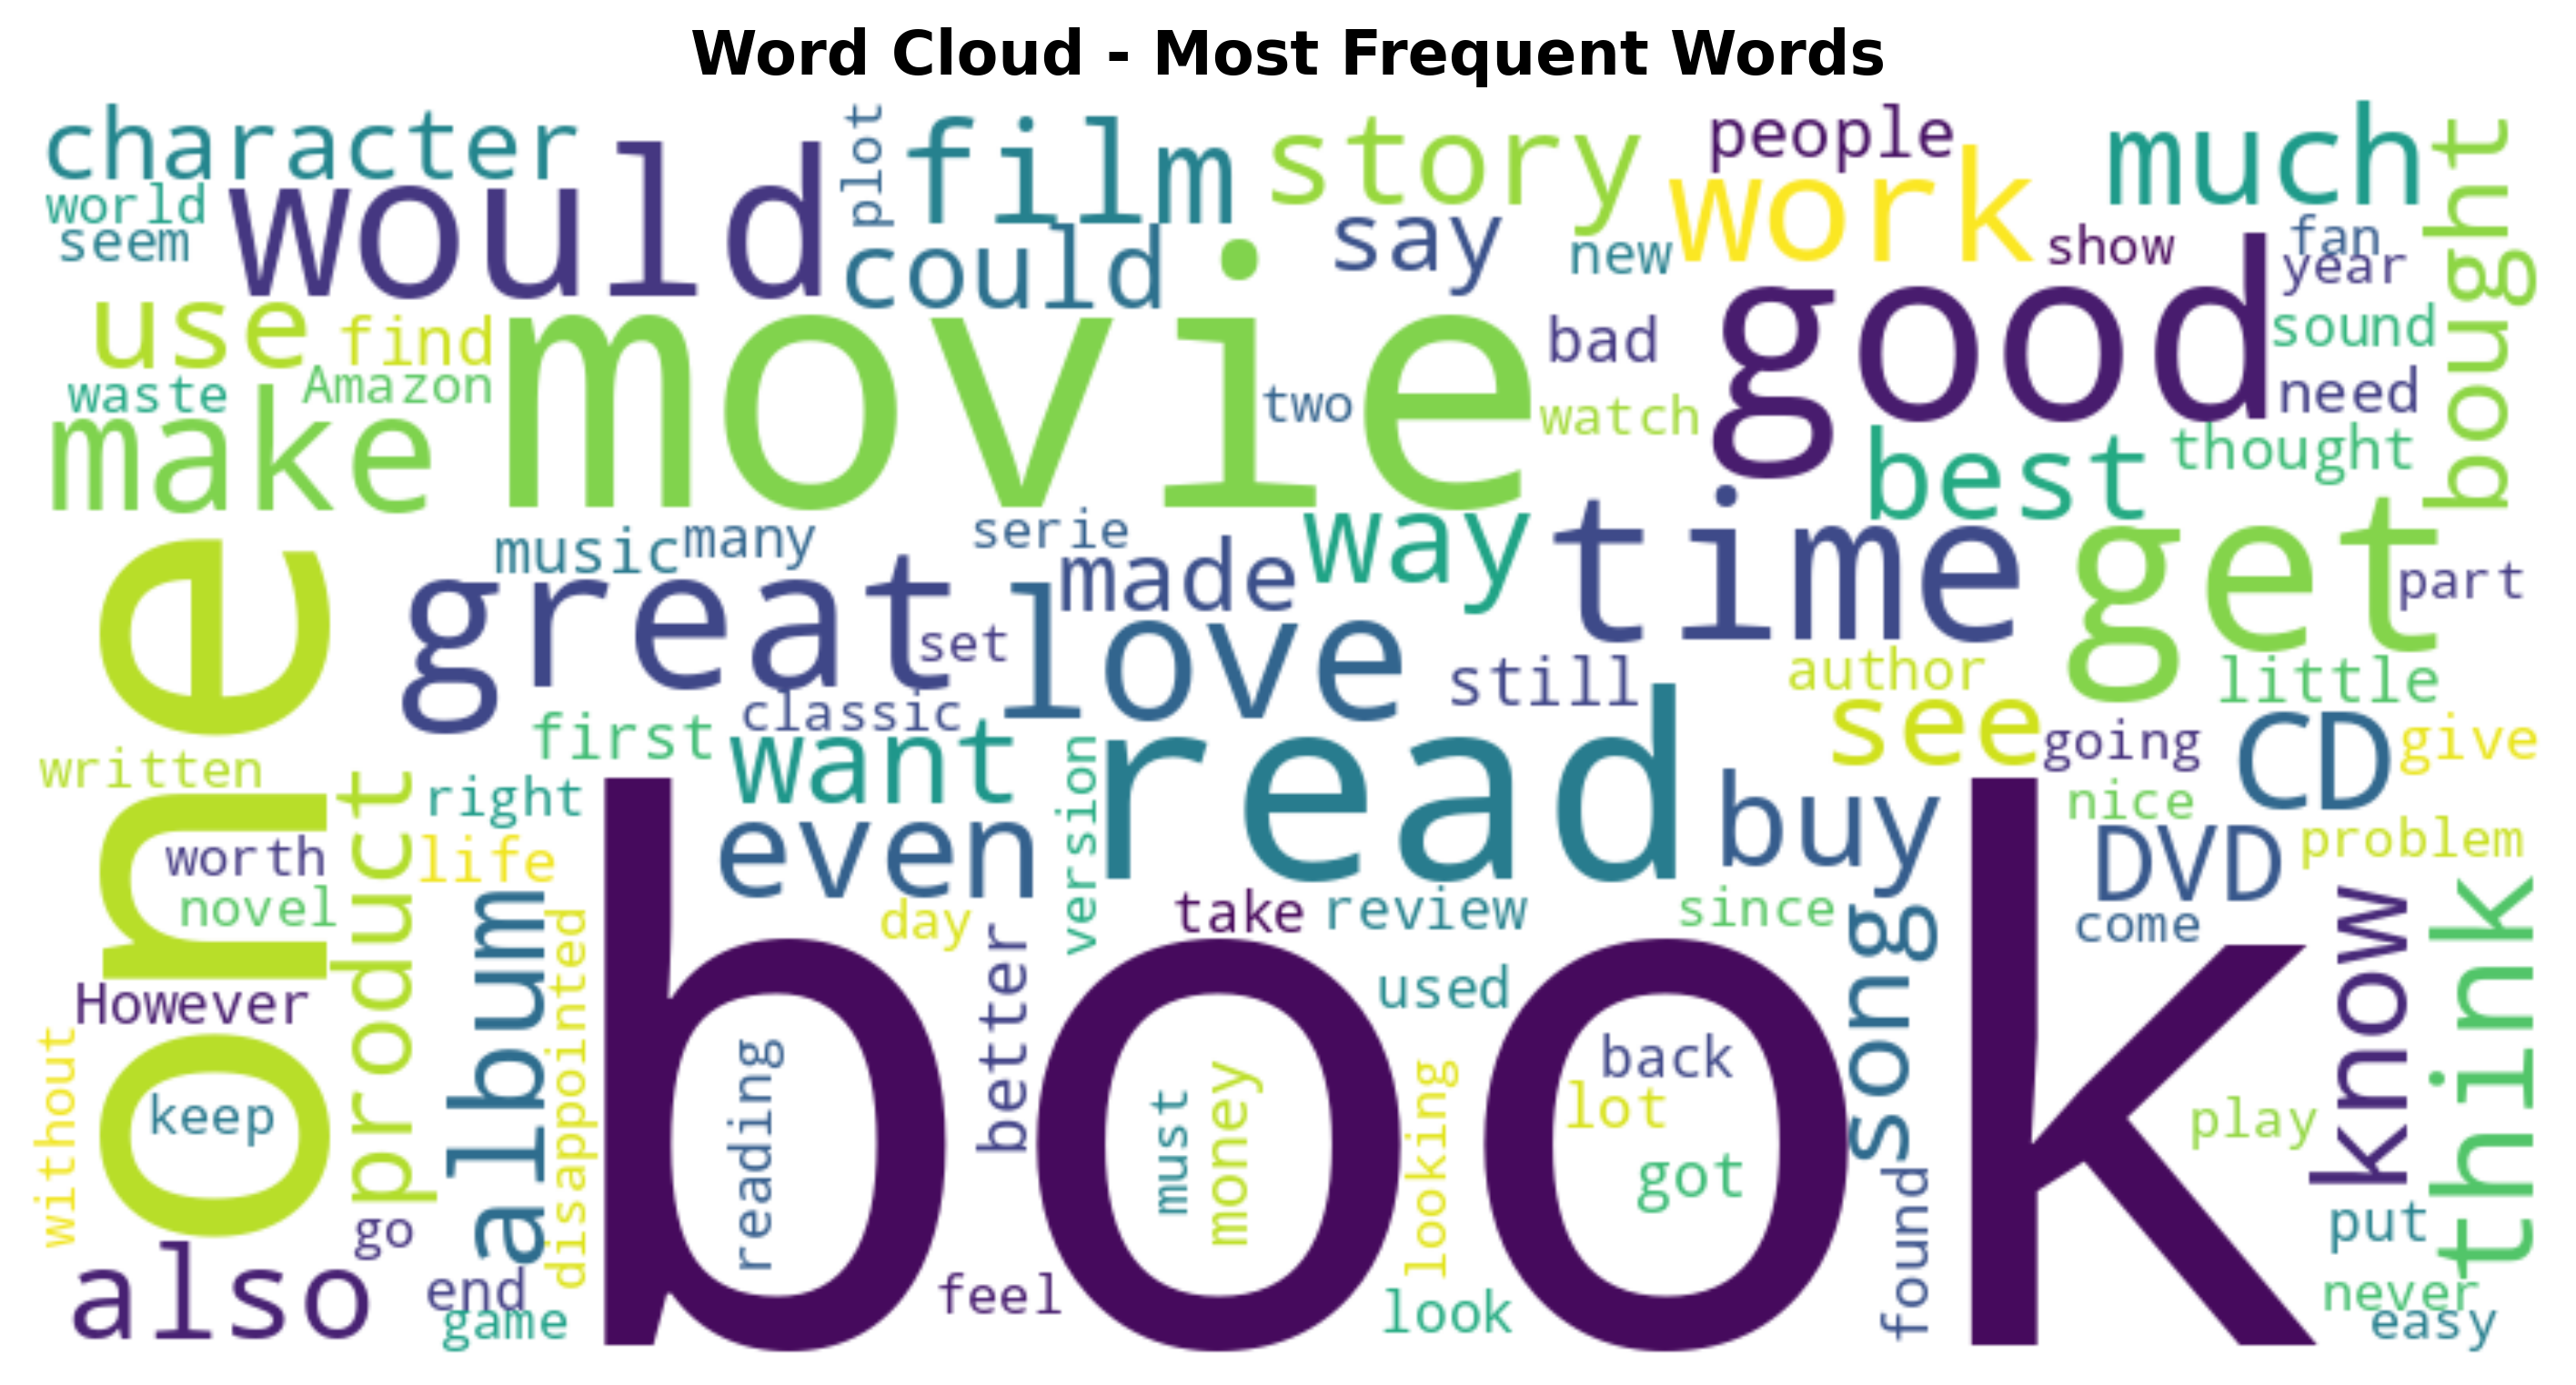 Word Cloud - Most Frequent Words
character
plot
film
story
people
work
much
bought
world
seem
would
could
say
new
show
fan
year
use
find
movie
bad
good
sound
waste
Amazon
two
watch
need
make
best
thought
one
music
many
serie
made
way
time
get
part
great
set
love
still
author
little
classic
first
want
see
going
CD
give
written
product
right
version
read
buy
nice
DVD
problem
worth
life
even
novel
album
disappointed
day
take
review
since
song
come
know
think
However
better
used
book
back
without
keep
reading
must
money
looking
lot
got
play
go
found
put
also
end
game
feel
look
never
easy